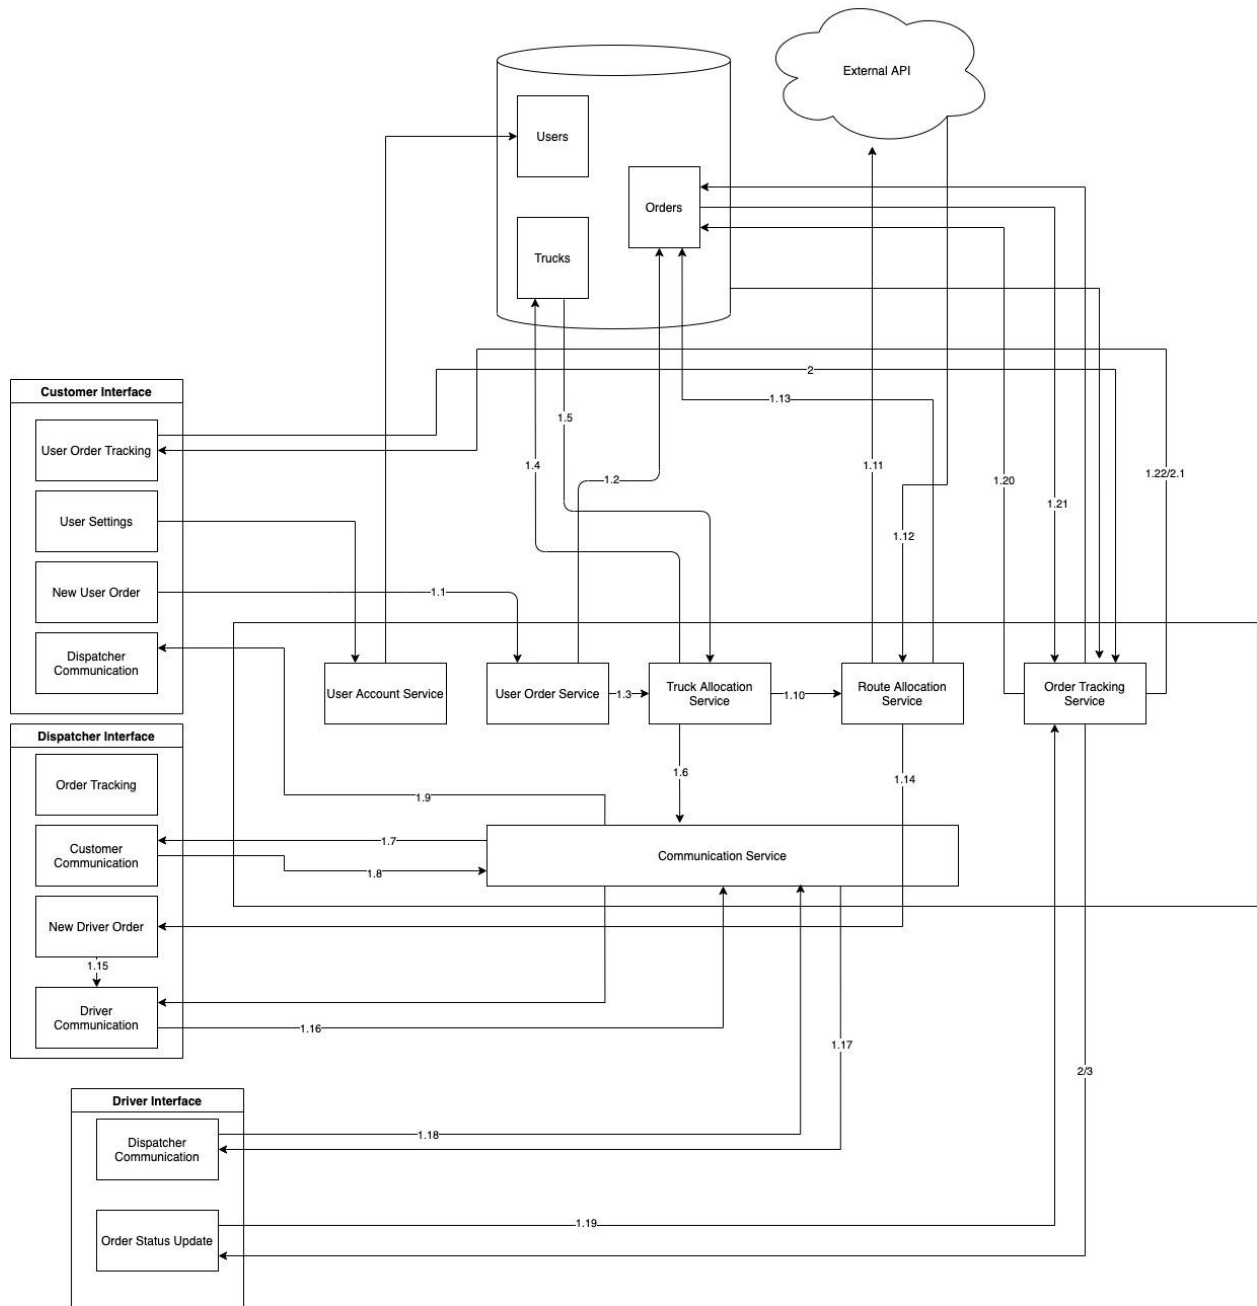 External API
Users
Orders
Trucks
Customer Interface
2
1.13
1.5
User Order Tracking
1.4
1.2
1.11
1.20
1.22/2.1
1.21
User Settings
1.12
New User Order
1.1
Dispatcher
Communication
User Account Service
User Order Service
1.3
Truck Allocation
Service
1.10
Route Allocation
Service
Order Tracking
Service
Dispatcher Interface
Order Tracking
1.6
1.14
1.9
Customer
Communication
1.7
1.8
Communication Service
New Driver Order
1.15
Driver
Communication
1.16
1.17
2/3
Driver Interface
Dispatcher
Communication
1.18
Order Status Update
1.19